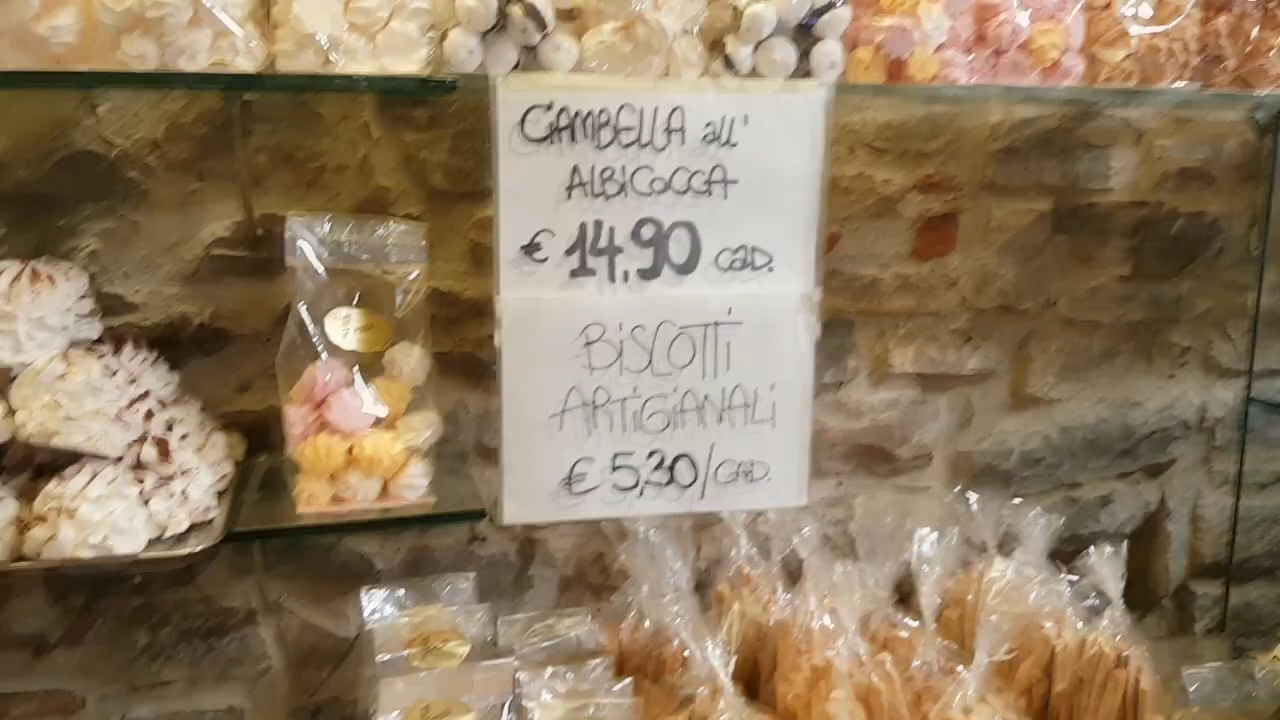 CIAMBELLA all'
ALBICOCCA
€ 14,90 CAD.
BISCOTTI
ARTIGIANALI
€ 5,30/CAD.